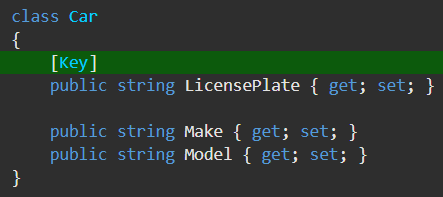 class Car
{
    [Key]
    public string LicensePlate { get; set; }

    public string Make { get; set; }
    public string Model { get; set; }
}